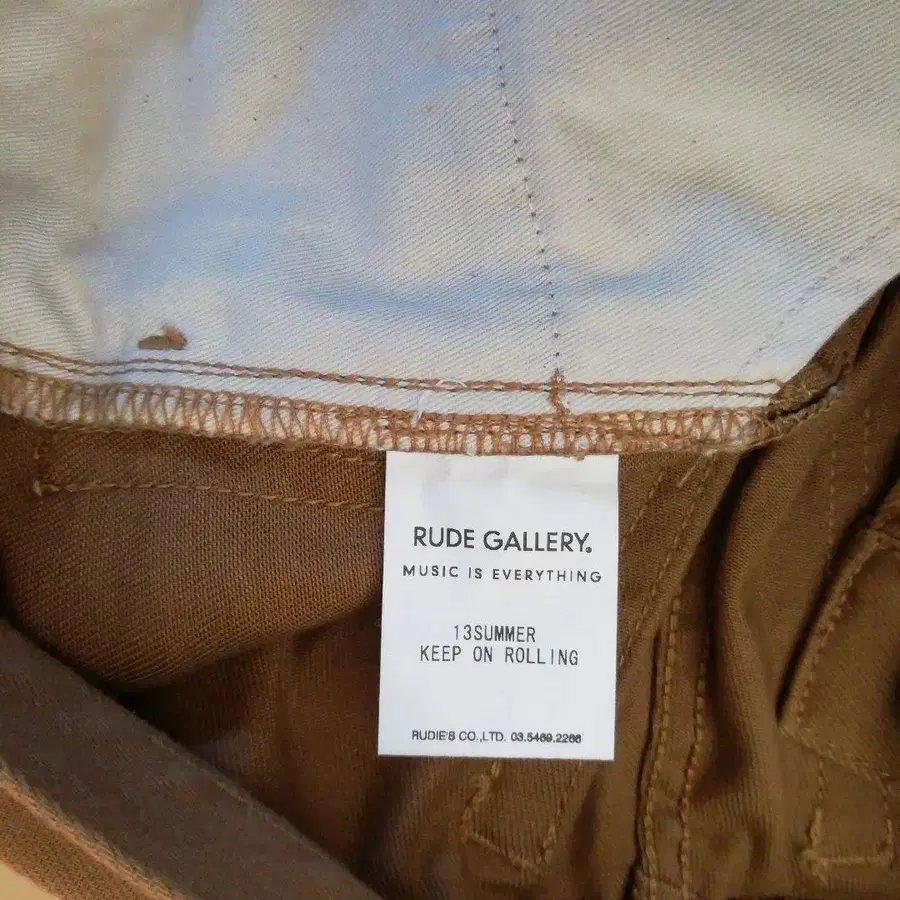 RUDE GALLERY.
MUSIC IS EVERYTHING
13SUMMER
KEEP ON ROLLING
RUDIE'S CO.,LTD. 03.5469.2266